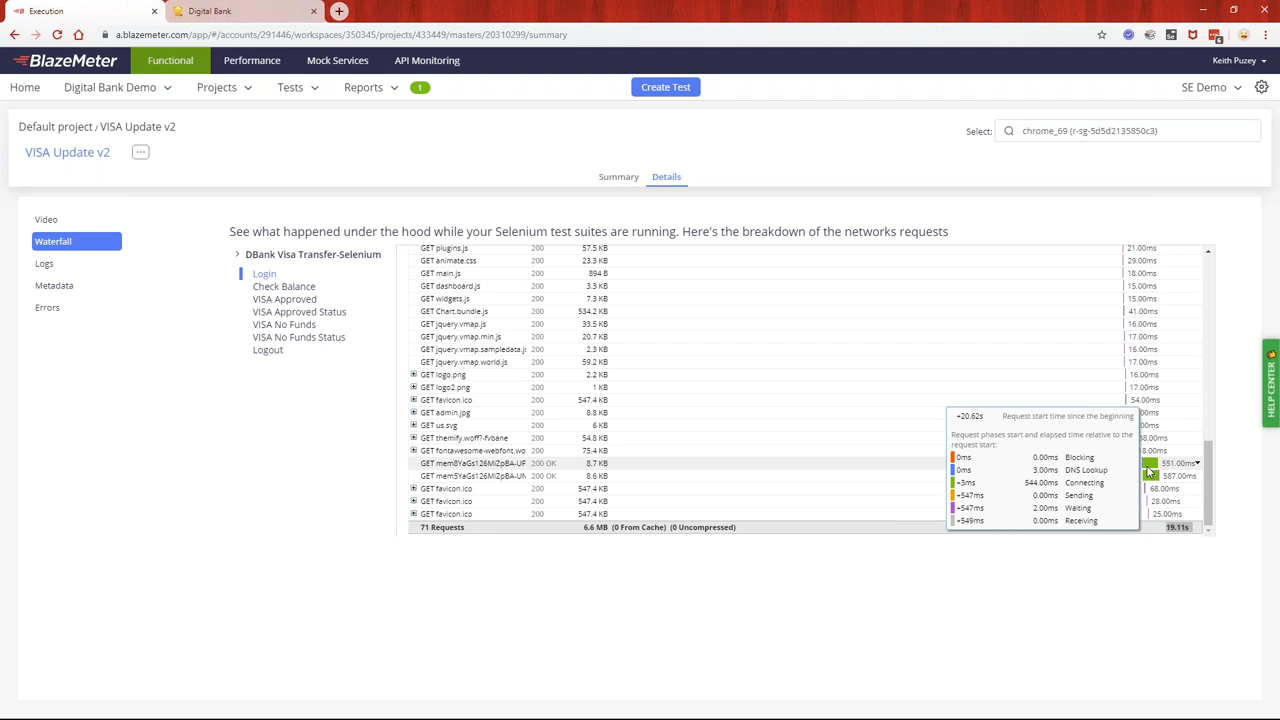 Execution
Digital Bank
a.blazemeter.com/app/#/accounts/291446/workspaces/350345/projects/433449/masters/20310299/summary
BlazeMeter Functional Performance Mock Services API Monitoring Keith Puzey
Home Digital Bank Demo Projects Tests Reports 1 Create Test SE Demo
Default project / VISA Update v2
Select: chrome_69 (r-sg-5d5d2135850c3)
VISA Update v2
Summary Details
Video
Waterfall
Logs
Metadata
Errors
See what happened under the hood while your Selenium test suites are running. Here's the breakdown of the networks requests
DBank Visa Transfer-Selenium
Login
Check Balance
VISA Approved
VISA Approved Status
VISA No Funds
VISA No Funds Status
Logout
GET plugins.js 200 57.5 KB 21.00ms
GET animate.css 200 23.3 KB 29.00ms
GET main.js 200 894 B 18.00ms
GET dashboard.js 200 3.3 KB 15.00ms
GET widgets.js 200 7.3 KB 15.00ms
GET Chart.bundle.js 200 534.2 KB 41.00ms
GET jquery.vmap.js 200 33.5 KB 16.00ms
GET jquery.vmap.min.js 200 20.7 KB 17.00ms
GET jquery.vmap.sampledata.j 200 2.3 KB 16.00ms
GET jquery.vmap.world.js 200 59.2 KB 17.00ms
GET logo.png 200 2.2 KB 16.00ms
GET logo2.png 200 1 KB 17.00ms
GET favicon.ico 200 547.4 KB 54.00ms
GET admin.jpg 200 8.8 KB
GET us.svg 200 6 KB
GET themify.woff?-fvbane 200 54.8 KB
GET fontawesome-webfont.wo 200 75.4 KB
GET mem8YaGs126MiZpBA-UF 200 OK 8.7 KB 551.00ms
GET mem5YaGs126MiZpBA-UN 200 OK 8.6 KB 587.00ms
GET favicon.ico 200 547.4 KB 68.00ms
GET favicon.ico 200 547.4 KB 28.00ms
GET favicon.ico 200 547.4 KB 25.00ms
71 Requests 6.6 MB (0 From Cache) (0 Uncompressed) 19.11s
+20.62s Request start time since the beginning
Request phases start and elapsed time relative to the
request start:
0ms 0.00ms Blocking
0ms 3.00ms DNS Lookup
+3ms 544.00ms Connecting
+547ms 0.00ms Sending
+547ms 2.00ms Waiting
+549ms 0.00ms Receiving
HELP CENTER